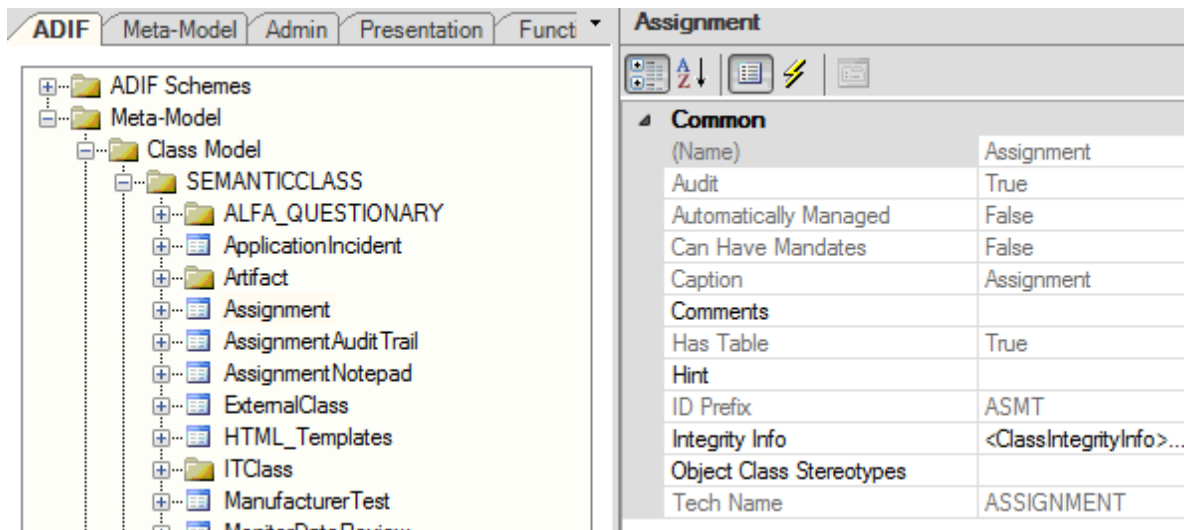 ADIF Meta-Model Admin Presentation Functi
ADIF Schemes
Meta-Model
Class Model
SEMANTICCLASS
ALFA_QUESTIONARY
ApplicationIncident
Artifact
Assignment
AssignmentAuditTrail
AssignmentNotepad
ExternalClass
HTML_Templates
ITClass
ManufacturerTest
MonitorDataReview
Assignment
Common
(Name) Assignment
Audit True
Automatically Managed False
Can Have Mandates False
Caption Assignment
Comments
Has Table True
Hint
ID Prefix ASMT
Integrity Info <ClassIntegrityInfo>...
Object Class Stereotypes
Tech Name ASSIGNMENT